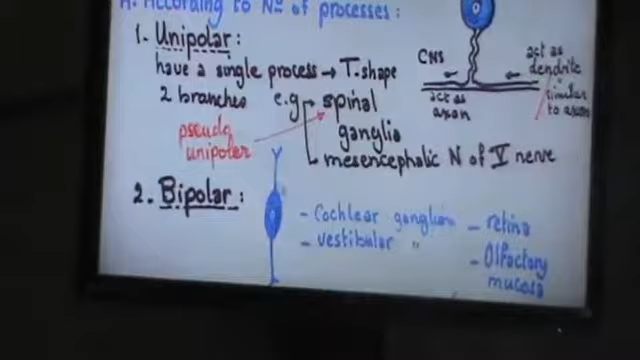 A. According to No of processes:
1. Unipolar:
have a single process → T.shape
2 branches e.g → spinal
ganglia
mesencephalic N of V nerve
pseudo
unipolar
CNS
act as
axon
act as
dendrite
similar
to axon
2. Bipolar:
- Cochlear ganglion
- vestibular "
- retina
- Olfactory
mucosa